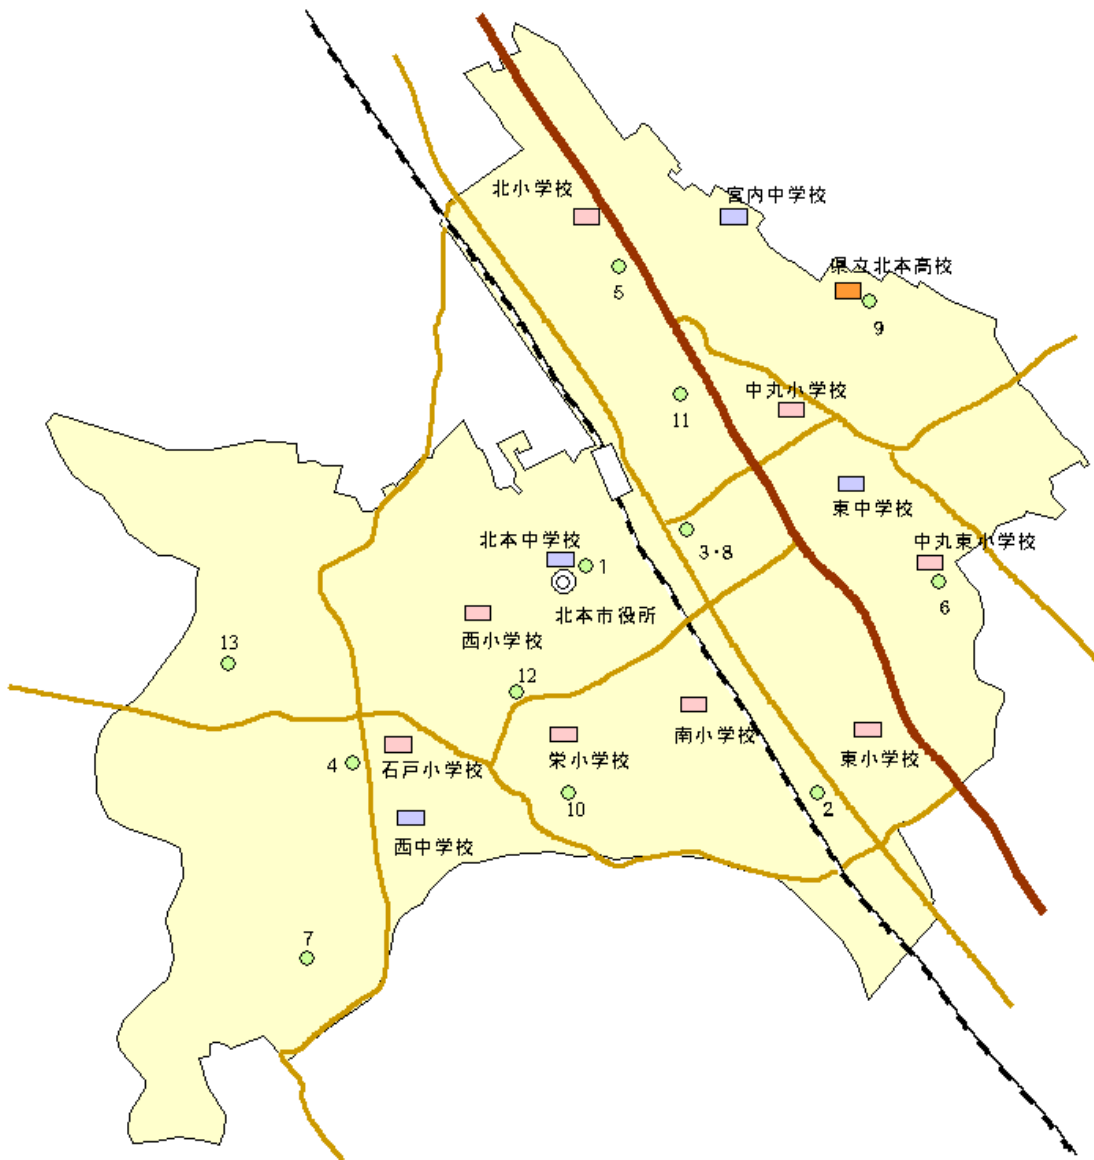 北小学校
宮内中学校
県立北本高校
5
9
中丸小学校
11
東中学校
北本中学校
3・8
中丸東小学校
1
6
北本市役所
西小学校
13
12
南小学校
東小学校
栄小学校
石戸小学校
4
10
2
西中学校
7